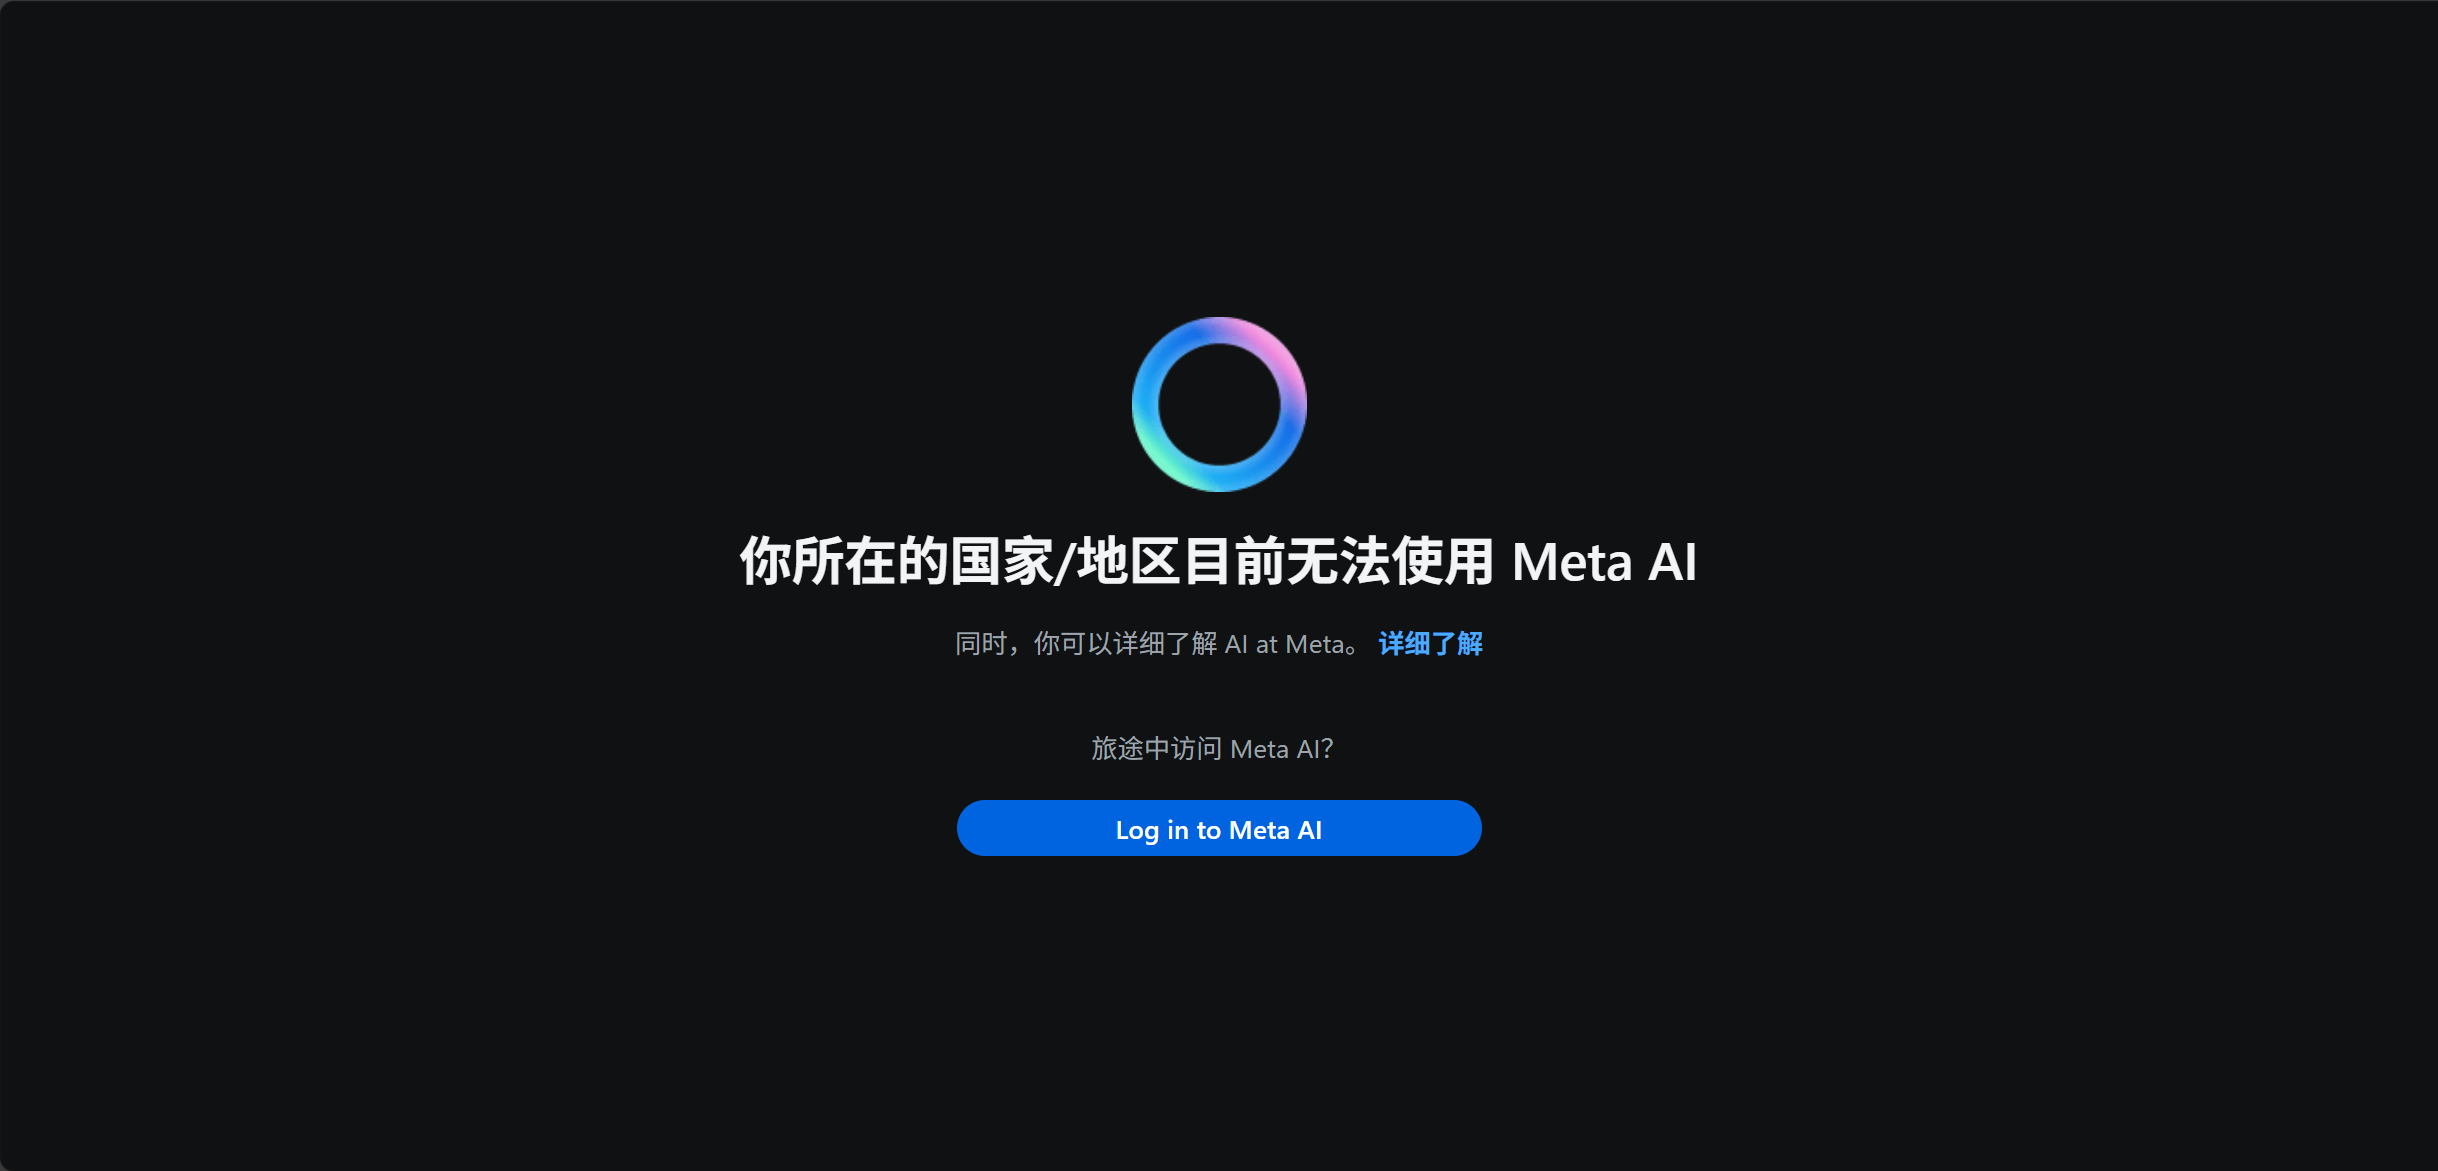 你所在的国家/地区目前无法使用 Meta AI
同时，你可以详细了解 AI at Meta。 详细了解
旅途中访问 Meta AI？
Log in to Meta AI